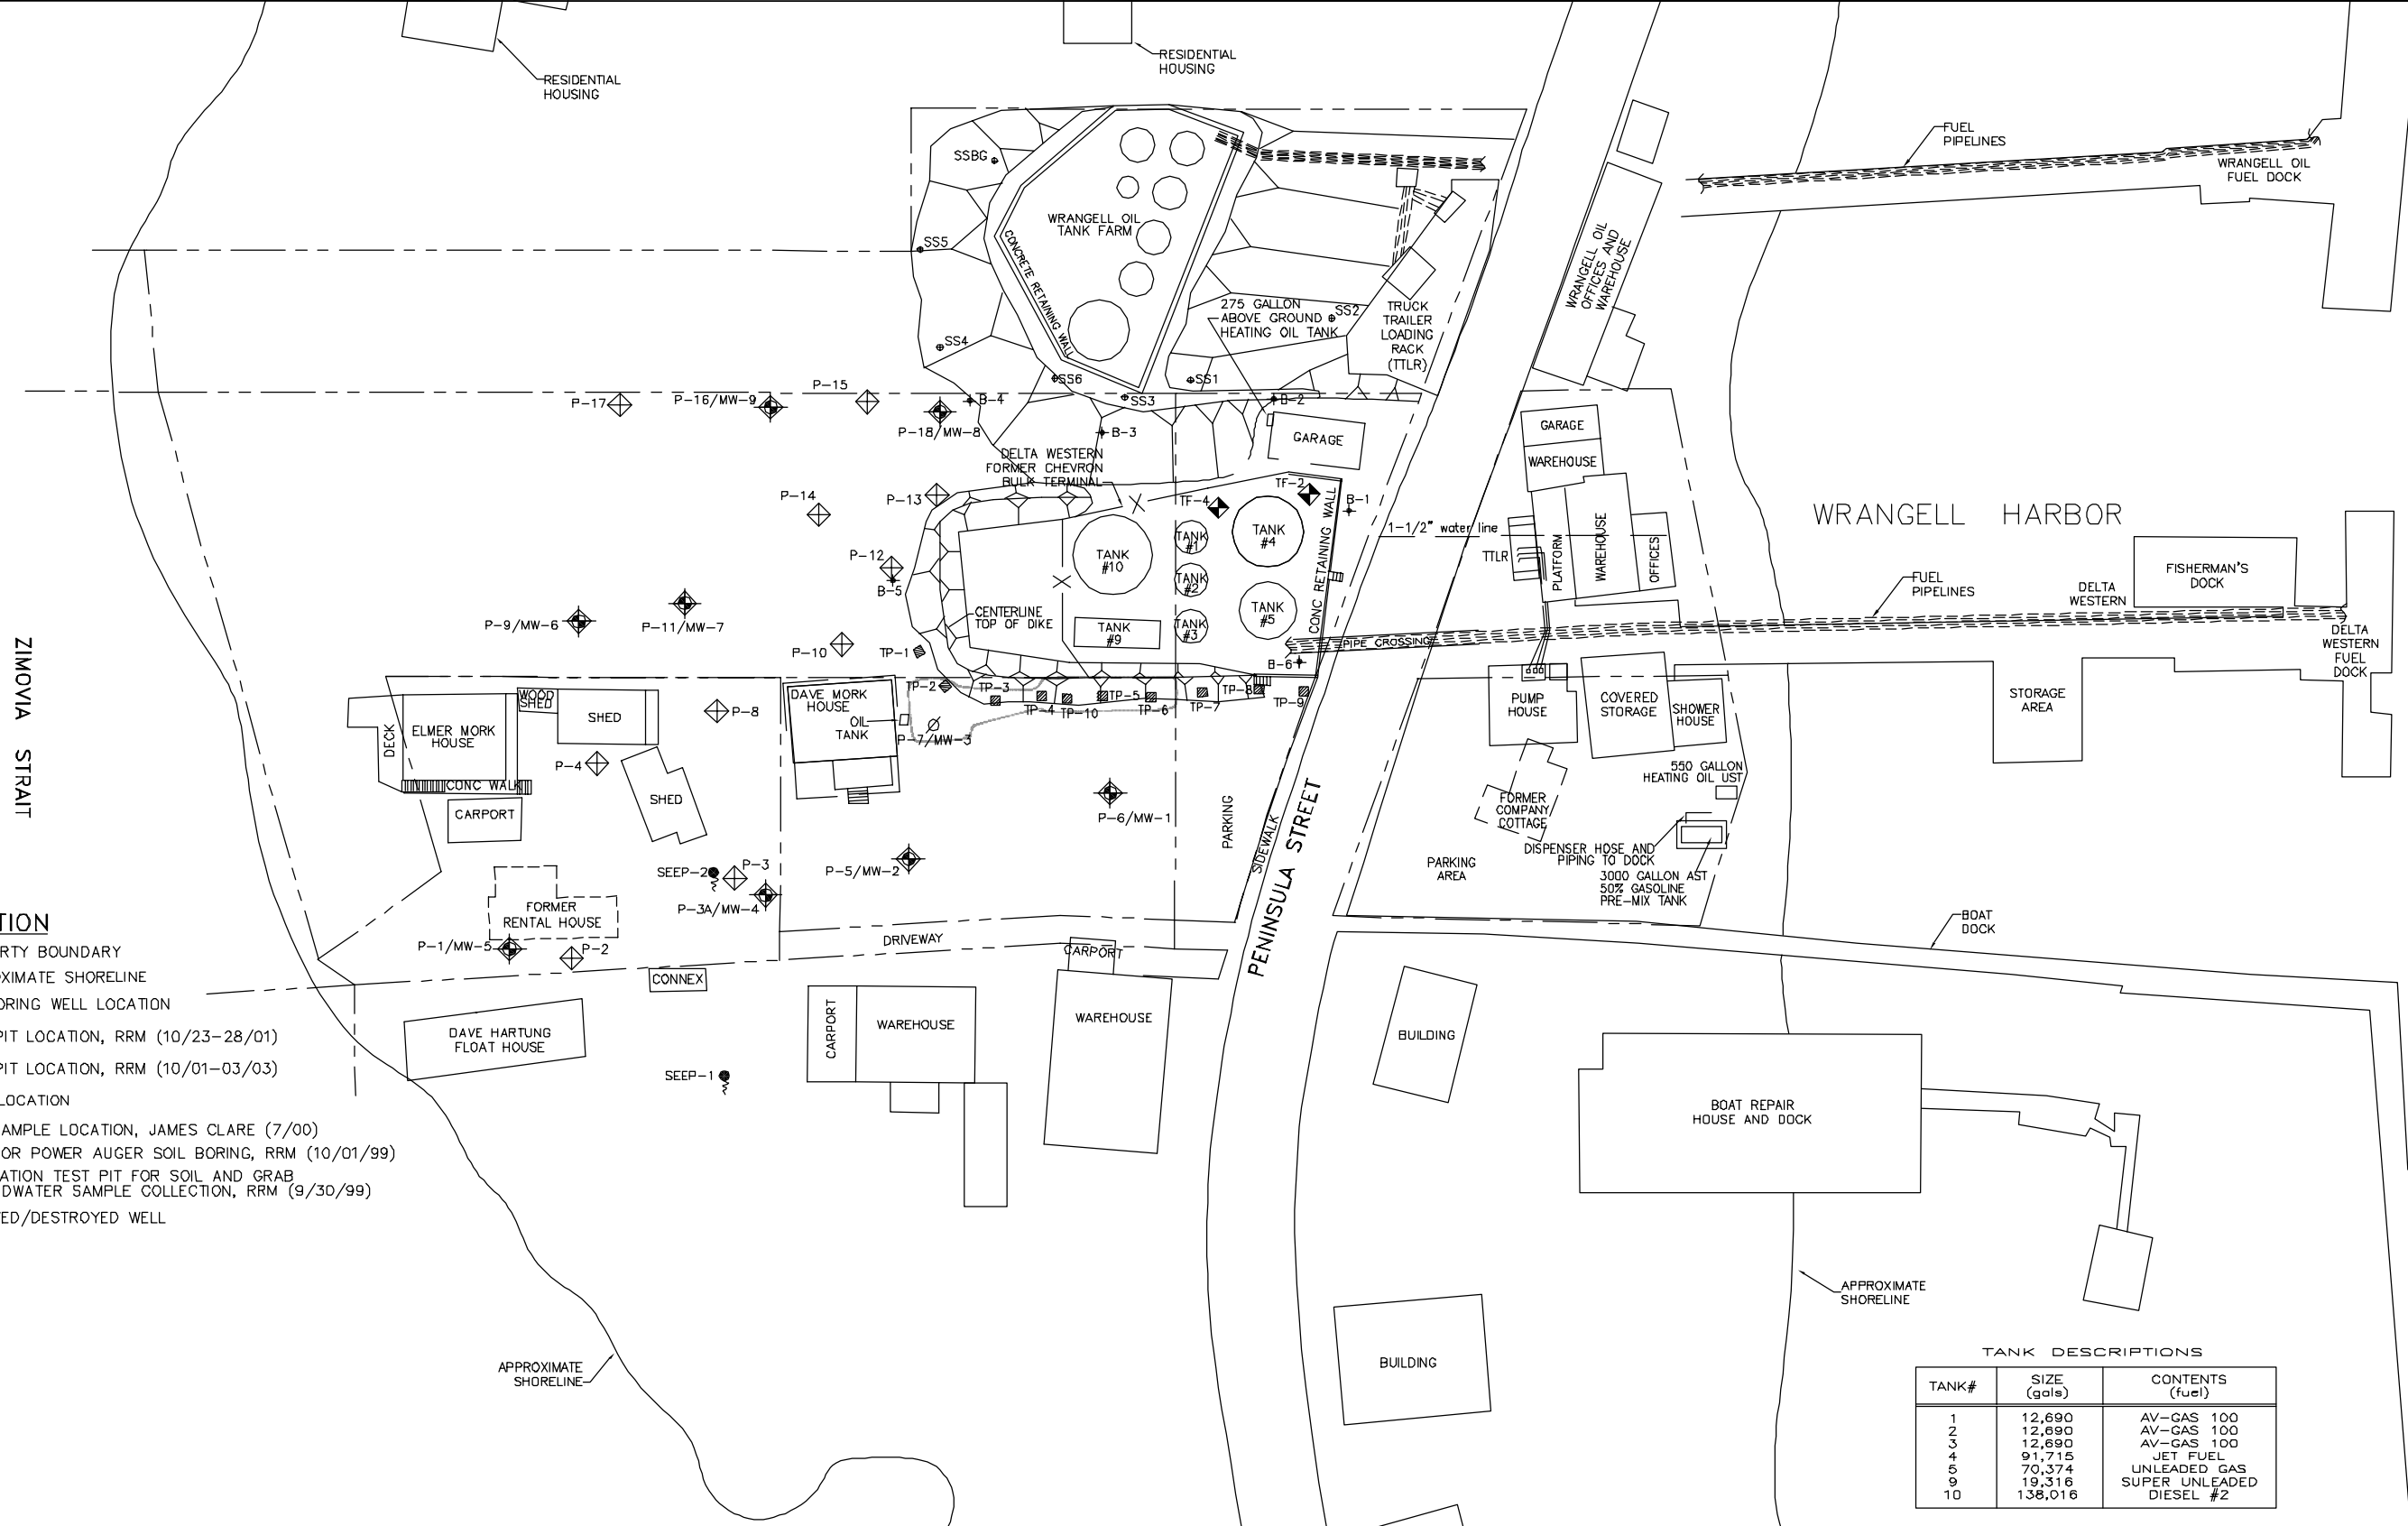 RESIDENTIAL
HOUSING
RESIDENTIAL
HOUSING
FUEL
PIPELINES
WRANGELL OIL
FUEL DOCK
SSBG
WRANGELL OIL
TANK FARM
CONCRETE RETAINING WALL
SS5
SS4
SS6
SS3
SS1
SS2
275 GALLON
ABOVE GROUND
HEATING OIL TANK
TRUCK
TRAILER
LOADING
RACK
(TTLR)
WRANGELL OIL
OFFICES AND
WAREHOUSE
P-17
P-16/MW-9
P-15
P-18/MW-8
B-4
B-3
B-2
GARAGE
DELTA WESTERN
FORMER CHEVRON
BULK TERMINAL
P-14
P-13
P-12
B-5
TF-4
TF-2
B-1
TANK
#10
TANK
#1
TANK
#2
TANK
#3
TANK
#4
TANK
#5
TANK
#9
CENTERLINE
TOP OF DIKE
CONC RETAINING WALL
1-1/2" water line
GARAGE
WAREHOUSE
TTLR
PLATFORM
WAREHOUSE
OFFICES
WRANGELL HARBOR
FUEL
PIPELINES
DELTA
WESTERN
FISHERMAN'S
DOCK
DELTA
WESTERN
FUEL
DOCK
PIPE CROSSING
B-6
P-9/MW-6
P-11/MW-7
P-10
TP-1
TP-2
TP-3
TP-4
TP-10
TP-5
TP-6
TP-7
TP-8
TP-9
ZIMOVIA STRAIT
DECK
ELMER MORK
HOUSE
WOOD
SHED
SHED
CONC WALK
CARPORT
P-4
SHED
P-8
DAVE MORK
HOUSE
OIL
TANK
P-7/MW-3
P-6/MW-1
P-5/MW-2
PARKING
SIDEWALK
PENINSULA STREET
PUMP
HOUSE
COVERED
STORAGE
SHOWER
HOUSE
STORAGE
AREA
550 GALLON
HEATING OIL UST
FORMER
COMPANY
COTTAGE
DISPENSER HOSE AND
PIPING TO DOCK
3000 GALLON AST
50% GASOLINE
PRE-MIX TANK
PARKING
AREA
BOAT
DOCK
SEEP-2
P-3
P-3A/MW-4
FORMER
RENTAL HOUSE
P-1/MW-5
P-2
DRIVEWAY
CARPORT
CONNEX
DAVE HARTUNG
FLOAT HOUSE
SEEP-1
CARPORT
WAREHOUSE
WAREHOUSE
BUILDING
BOAT REPAIR
HOUSE AND DOCK
BUILDING
APPROXIMATE
SHORELINE
APPROXIMATE
SHORELINE
TION
RTY BOUNDARY
XIMATE SHORELINE
ORING WELL LOCATION
PIT LOCATION, RRM (10/23-28/01)
PIT LOCATION, RRM (10/01-03/03)
LOCATION
AMPLE LOCATION, JAMES CLARE (7/00)
OR POWER AUGER SOIL BORING, RRM (10/01/99)
ATION TEST PIT FOR SOIL AND GRAB
DWATER SAMPLE COLLECTION, RRM (9/30/99)
ED/DESTROYED WELL
TANK DESCRIPTIONS
TANK# SIZE (gals) CONTENTS (fuel)
1 12,690 AV-GAS 100
2 12,690 AV-GAS 100
3 12,690 AV-GAS 100
4 91,715 JET FUEL
5 70,374 UNLEADED GAS
9 19,316 SUPER UNLEADED
10 138,016 DIESEL #2